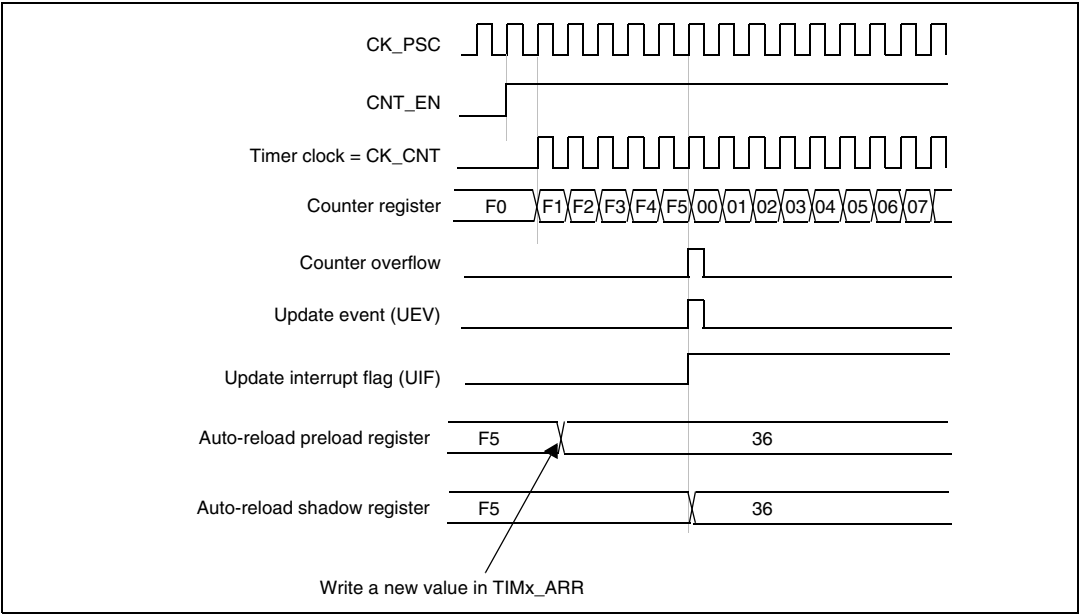 CK_PSC
CNT_EN
Timer clock = CK_CNT
Counter register F0 F1 F2 F3 F4 F5 00 01 02 03 04 05 06 07
Counter overflow
Update event (UEV)
Update interrupt flag (UIF)
Auto-reload preload register F5 36
Auto-reload shadow register F5 36
Write a new value in TIMx_ARR